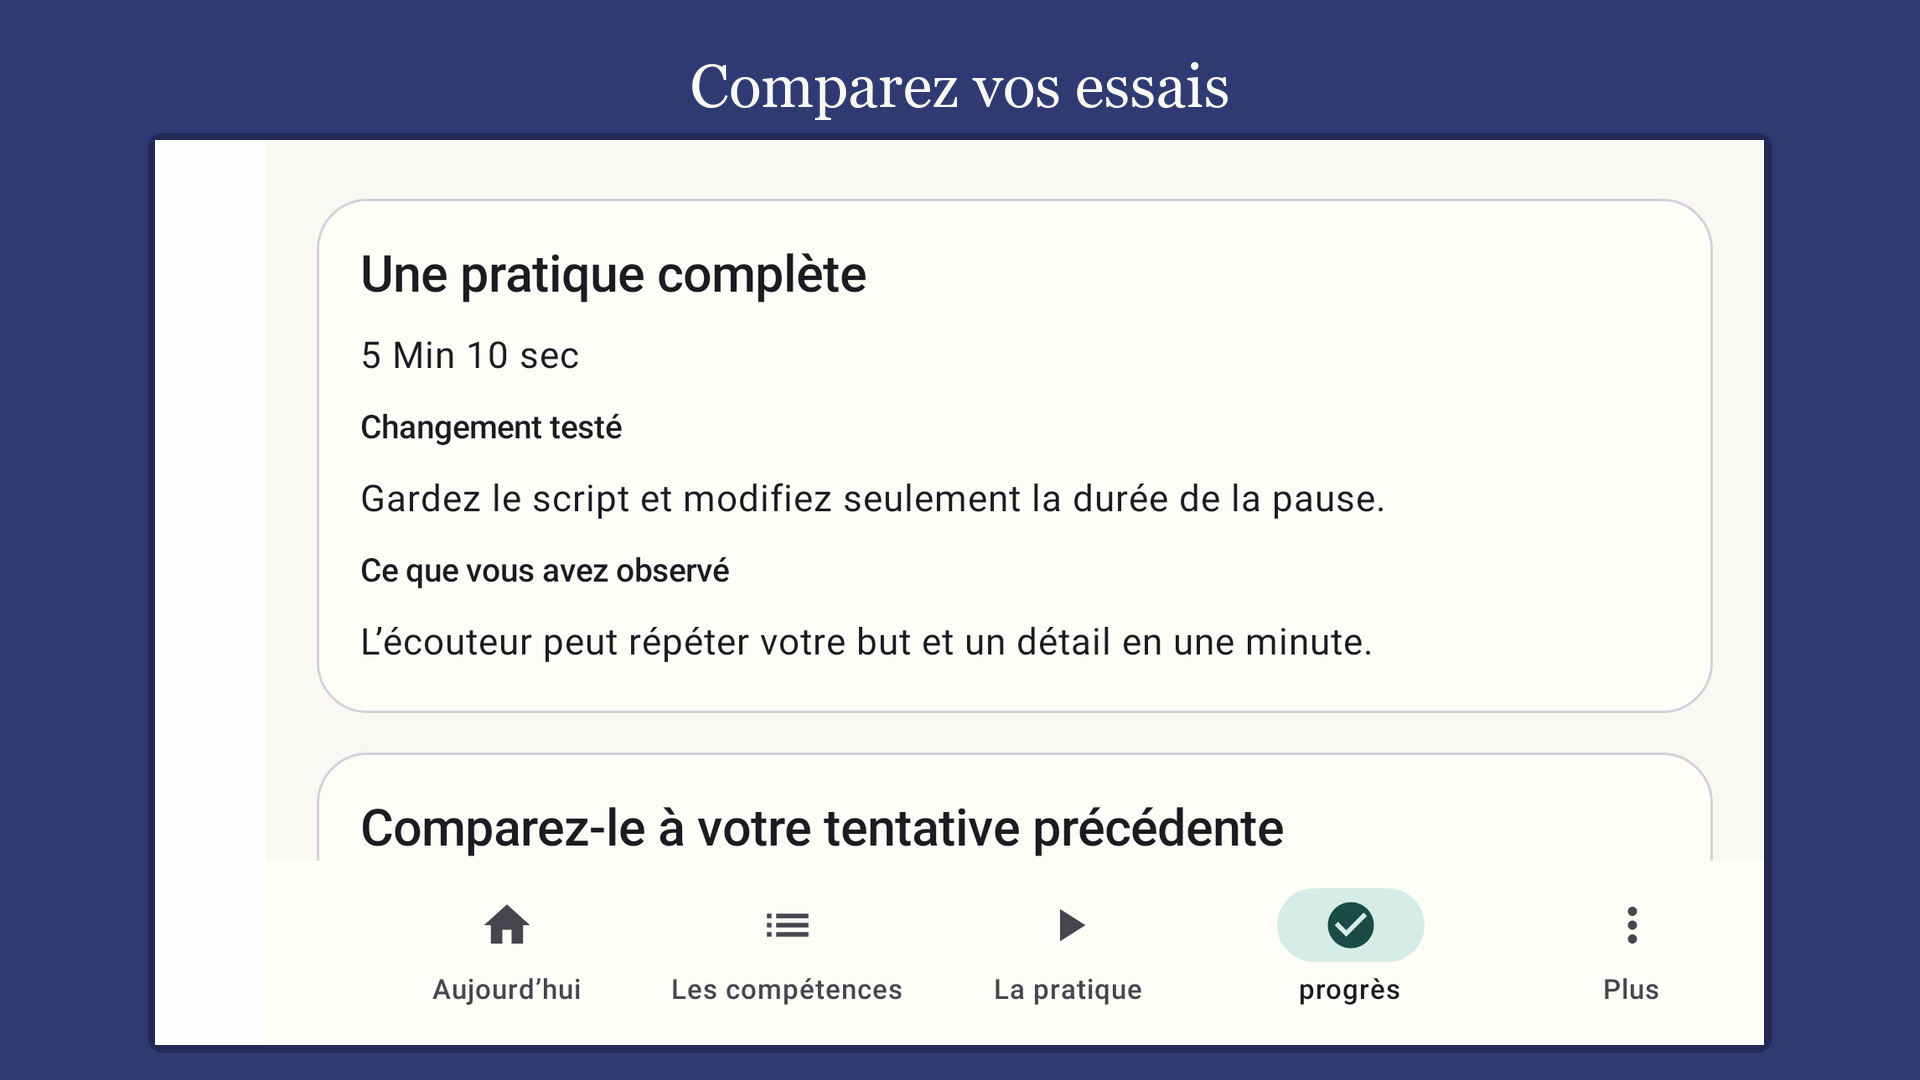 Comparez vos essais
Une pratique complète
5 Min 10 sec
Changement testé
Gardez le script et modifiez seulement la durée de la pause.
Ce que vous avez observé
L’écouteur peut répéter votre but et un détail en une minute.
Comparez-le à votre tentative précédente
Aujourd’hui
Les compétences
La pratique
progrès
Plus